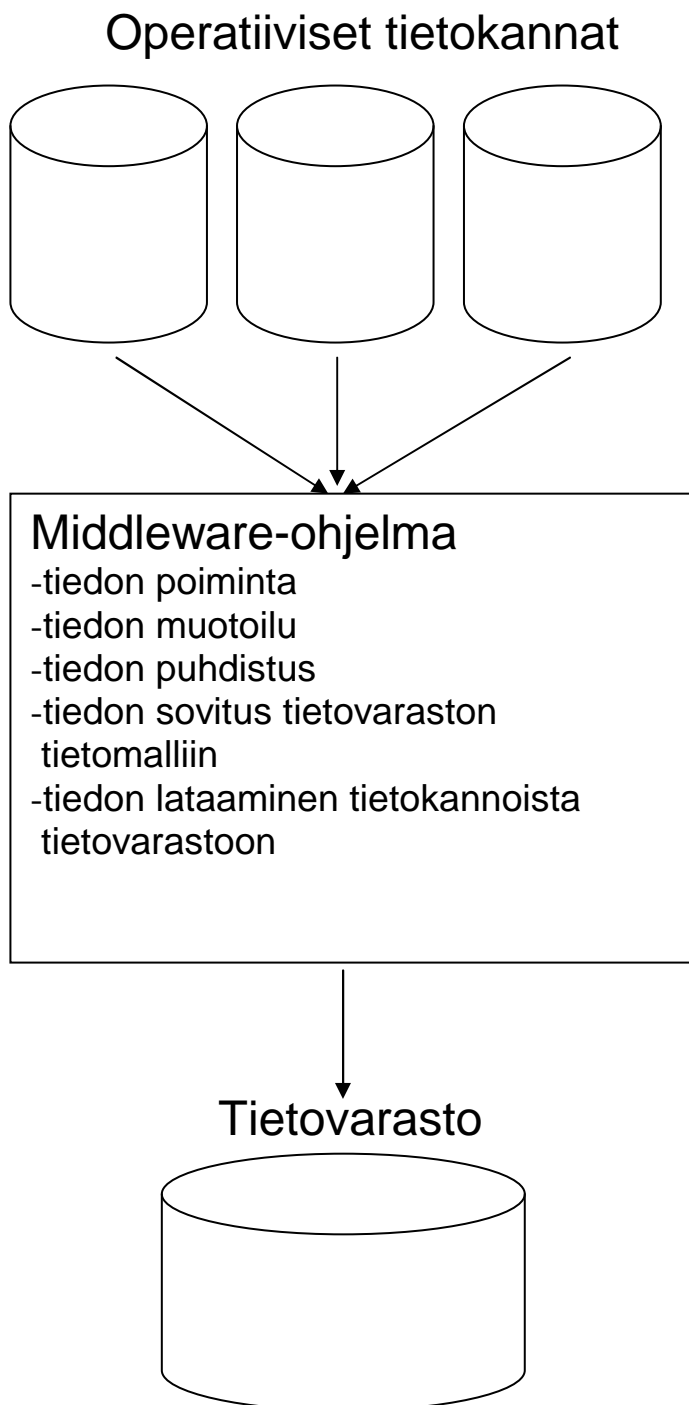 Operatiiviset tietokannat
Middleware-ohjelma
-tiedon poiminta
-tiedon muotoilu
-tiedon puhdistus
-tiedon sovitus tietovaraston
tietomalliin
-tiedon lataaminen tietokannoista
tietovarastoon
Tietovarasto